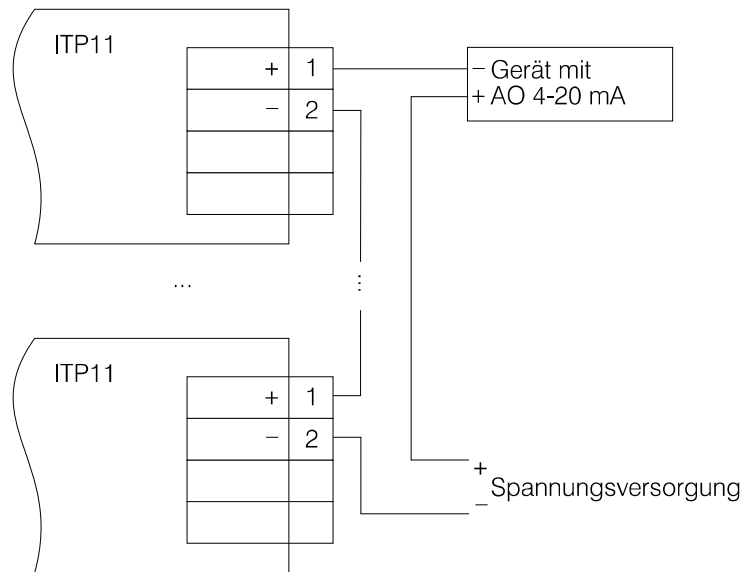 ITP11
+ 1
− 2
− Gerät mit
+ AO 4-20 mA
...
...
ITP11
+ 1
− 2
+
Spannungsversorgung
−